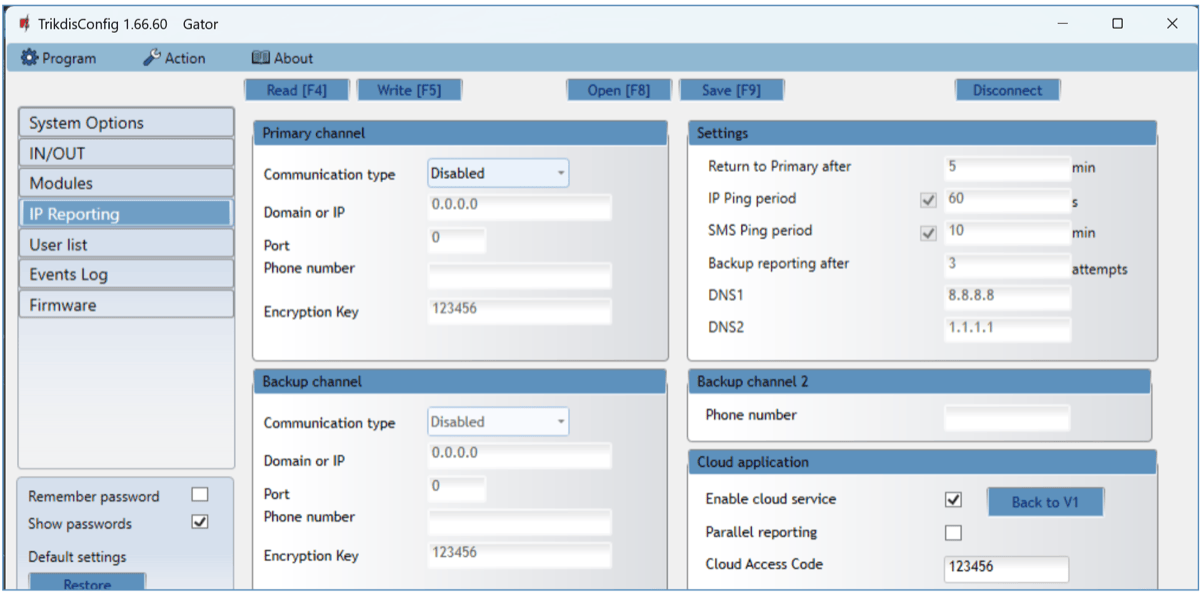 TrikdisConfig 1.66.60 Gator
Program Action About
Read [F4] Write [F5] Open [F8] Save [F9] Disconnect
System Options
IN/OUT
Modules
IP Reporting
User list
Events Log
Firmware
Remember password
Show passwords
Default settings
Restore
Primary channel
Communication type Disabled
Domain or IP 0.0.0.0
Port 0
Phone number
Encryption Key 123456
Backup channel
Communication type Disabled
Domain or IP 0.0.0.0
Port 0
Phone number
Encryption Key 123456
Settings
Return to Primary after 5 min
IP Ping period 60 s
SMS Ping period 10 min
Backup reporting after 3 attempts
DNS1 8.8.8.8
DNS2 1.1.1.1
Backup channel 2
Phone number
Cloud application
Enable cloud service Back to V1
Parallel reporting
Cloud Access Code 123456